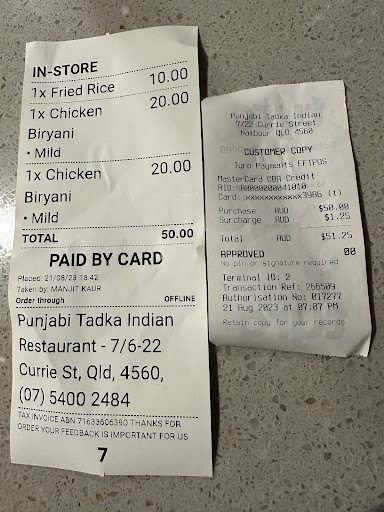 IN-STORE
1x Fried Rice 10.00
1x Chicken 20.00
Biryani
• Mild
1x Chicken 20.00
Biryani
• Mild
TOTAL 50.00
PAID BY CARD
Placed: 21/08/23 18:42
Taken by: MANJIT KAUR
Order through OFFLINE
Punjabi Tadka Indian
Restaurant - 7/6-22
Currie St, Qld, 4560,
(07) 5400 2484
TAX INVOICE ABN 71633606390 THANKS FOR
ORDER YOUR FEEDBACK IS IMPORTANT FOR US
7
Punjabi Tadka Indian
7/22 Currie Street
Nambour QLD 4560
CUSTOMER COPY
Tyro Payments EFTPOS
MasterCard CBA Credit
AID: A0000000041010
Card: xxxxxxxxxxxx3986 (t)
Purchase AUD $50.00
Surcharge AUD $1.25
Total AUD $51.25
APPROVED 00
No pin or signature required
Terminal ID: 2
Transaction Ref: 266509
Authorisation No: 017277
21 Aug 2023 at 07:07 PM
Retain copy for your records